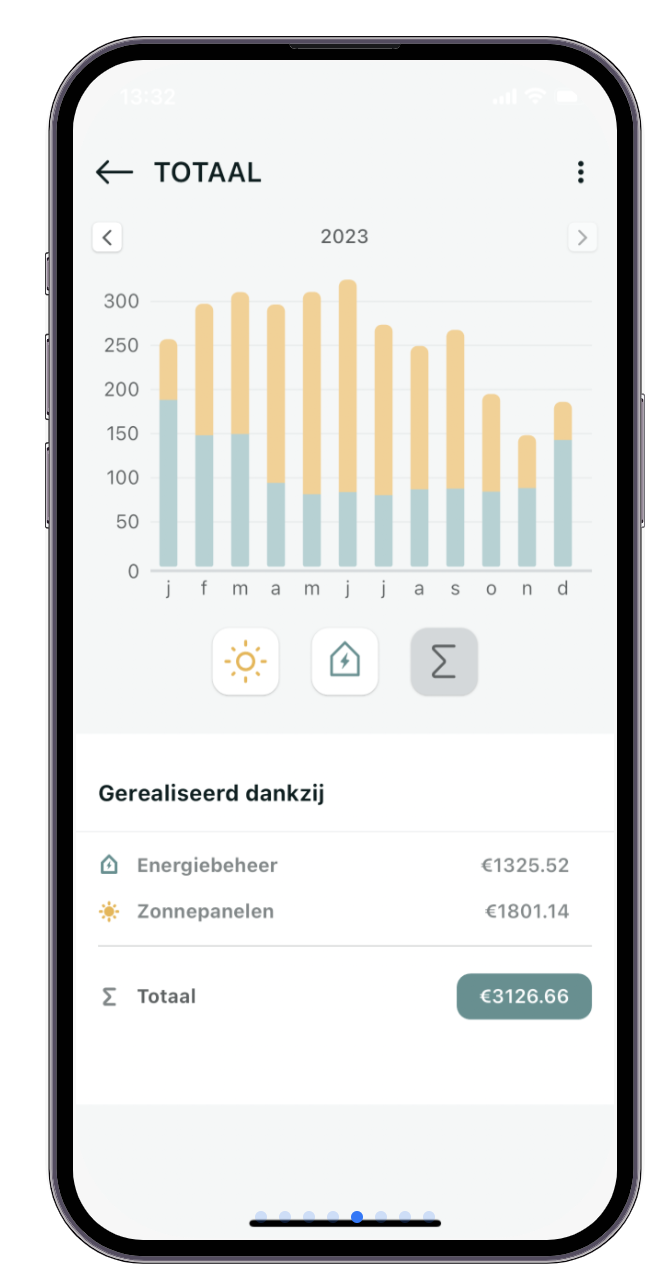 13:32
TOTAAL
2023
300
250
200
150
100
50
0
j f m a m j j a s o n d
Σ
Gerealiseerd dankzij
Energiebeheer €1325.52
Zonnepanelen €1801.14
Σ Totaal €3126.66